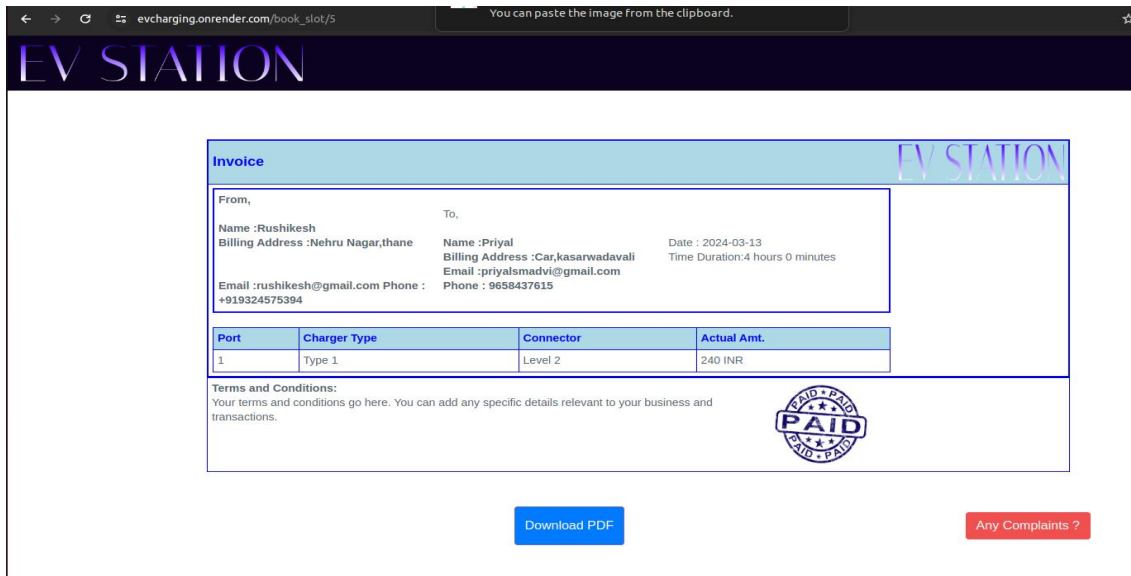 evcharging.onrender.com/book_slot/5
You can paste the image from the clipboard.
EV STATION
Invoice
EV STATION
From,
Name :Rushikesh
Billing Address :Nehru Nagar,thane
Email :rushikesh@gmail.com Phone :
+919324575394
To,
Name :Priyal
Billing Address :Car,kasarwadavali
Email :priyalsmadvi@gmail.com
Phone : 9658437615
Date : 2024-03-13
Time Duration:4 hours 0 minutes
Port Charger Type Connector Actual Amt.
1 Type 1 Level 2 240 INR
Terms and Conditions:
Your terms and conditions go here. You can add any specific details relevant to your business and
transactions.
PAID PAID
PAID
PAID PAID
Download PDF
Any Complaints ?